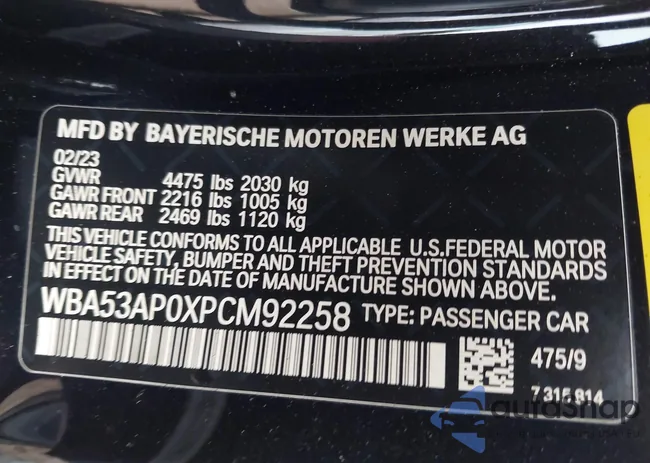 MFD BY BAYERISCHE MOTOREN WERKE AG
02/23
GVWR 4475 lbs 2030 kg
GAWR FRONT 2216 lbs 1005 kg
GAWR REAR 2469 lbs 1120 kg
THIS VEHICLE CONFORMS TO ALL APPLICABLE U.S.FEDERAL MOTOR
VEHICLE SAFETY, BUMPER AND THEFT PREVENTION STANDARDS
IN EFFECT ON THE DATE OF MANUFACTURE SHOWN ABOVE.
WBA53AP0XPCM92258 TYPE: PASSENGER CAR
475/9
7 315 814
autoSnap